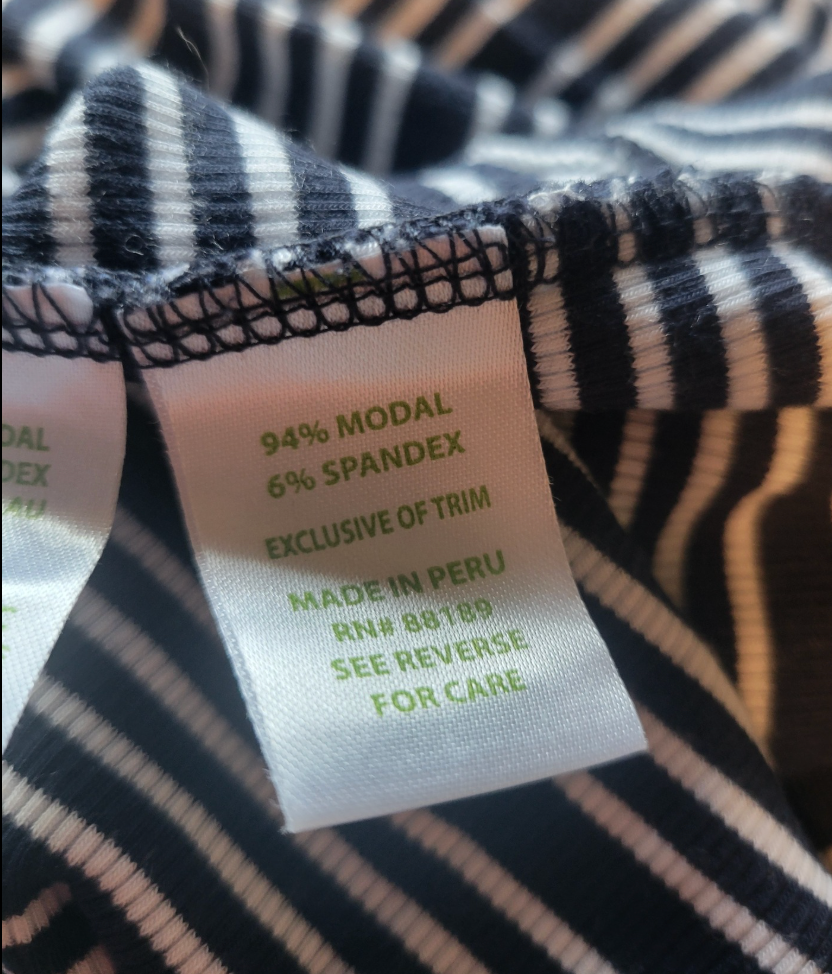 94% MODAL
6% SPANDEX
EXCLUSIVE OF TRIM
MADE IN PERU
RN# 88189
SEE REVERSE
FOR CARE